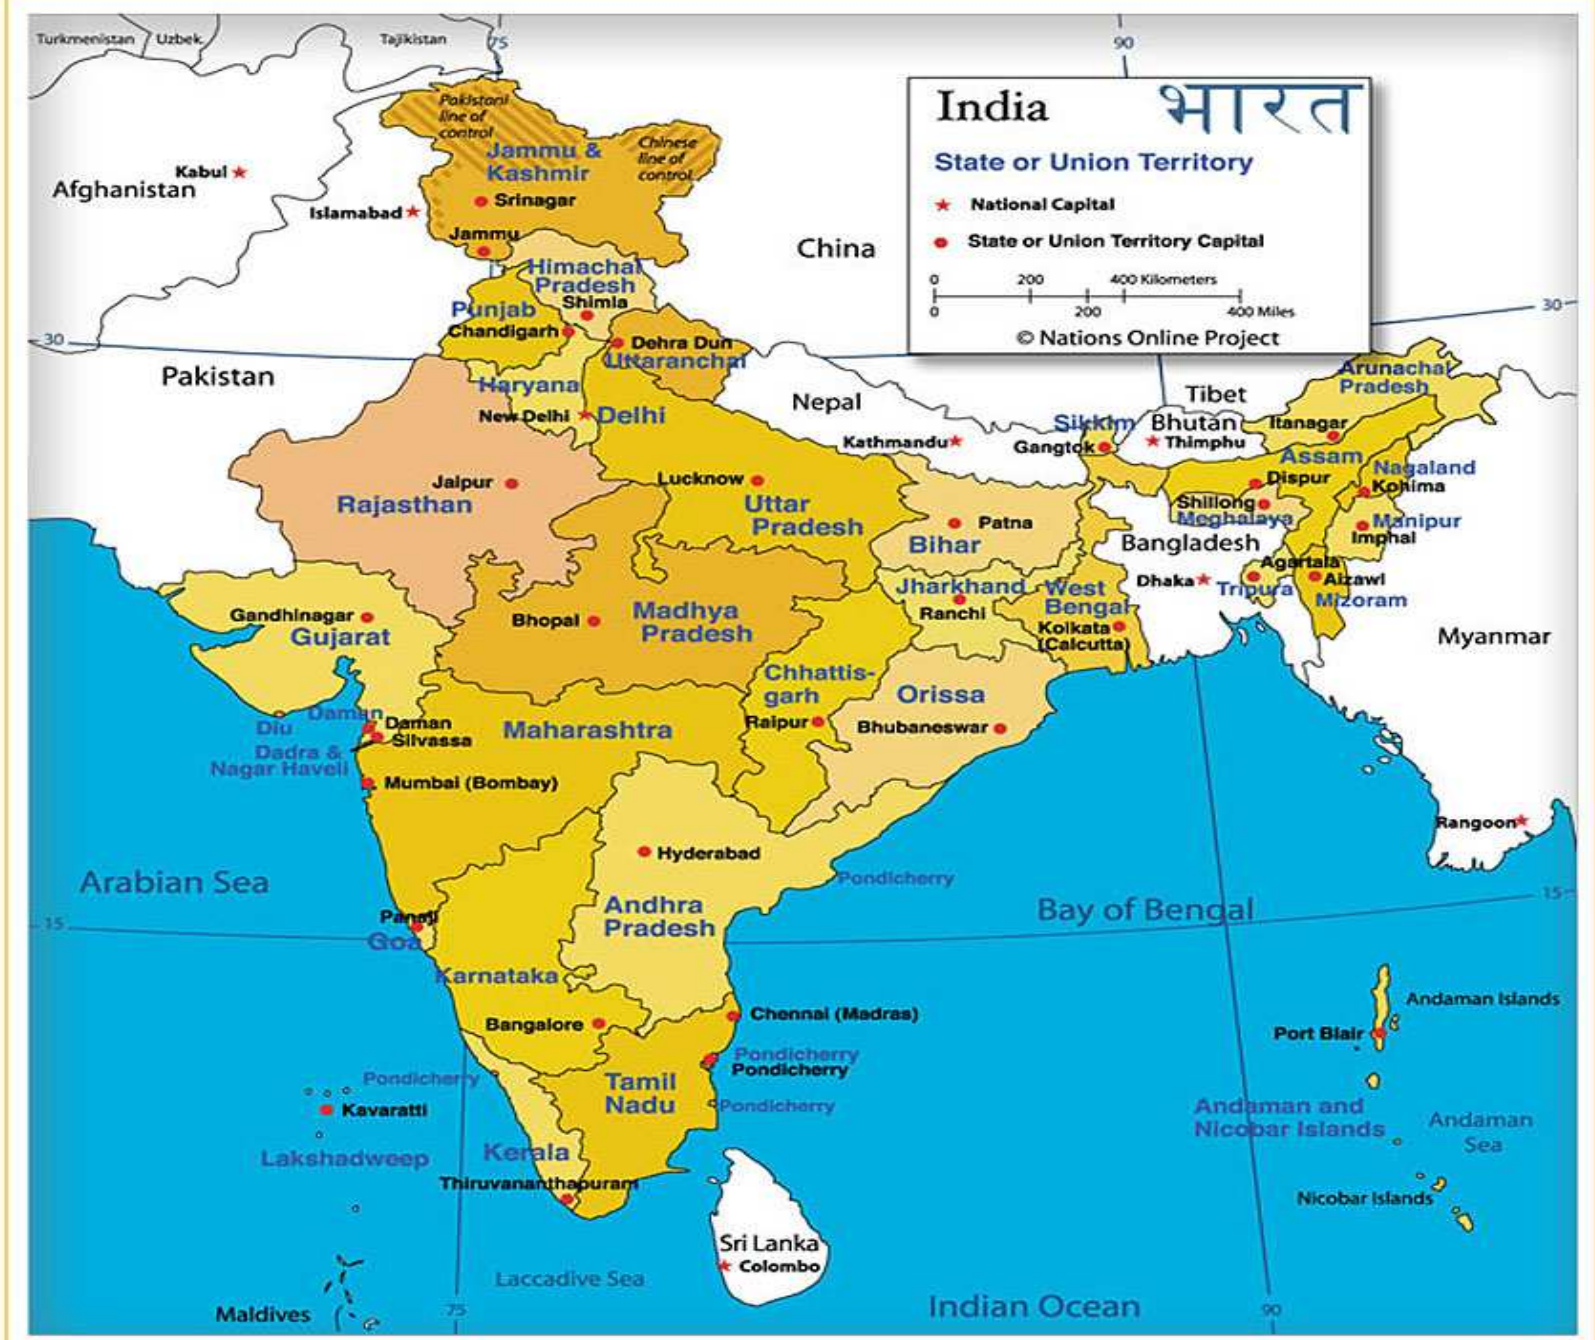 Turkmenistan
Uzbek.
Tajikistan
75
90
Pakistani
line of
control
Chinese
line of
control
Jammu &
Kashmir
Srinagar
Jammu
Kabul
Afghanistan
Islamabad
China
India भारत
State or Union Territory
National Capital
State or Union Territory Capital
0 200 400 Kilometers
0 200 400 Miles
© Nations Online Project
Himachal
Pradesh
Shimla
Punjab
Chandigarh
Dehra Dun
Uttaranchal
30
30
Pakistan
Haryana
New Delhi
Delhi
Nepal
Kathmandu
Tibet
Sikkim
Gangtok
Bhutan
Thimphu
Arunachal
Pradesh
Itanagar
Assam
Dispur
Nagaland
Kohima
Shillong
Meghalaya
Manipur
Imphal
Jaipur
Rajasthan
Lucknow
Uttar
Pradesh
Patna
Bihar
Bangladesh
Dhaka
Agartala
Tripura
Aizawl
Mizoram
Myanmar
Gandhinagar
Gujarat
Bhopal
Madhya
Pradesh
Jharkhand
Ranchi
West
Bengal
Kolkata
(Calcutta)
Chhattis-
garh
Raipur
Orissa
Bhubaneswar
Diu
Daman
Daman
Silvassa
Dadra &
Nagar Haveli
Maharashtra
Mumbai (Bombay)
Rangoon
Hyderabad
Andhra
Pradesh
Pondicherry
Arabian Sea
Bay of Bengal
15
15
Panaji
Goa
Karnataka
Bangalore
Chennai (Madras)
Pondicherry
Pondicherry
Pondicherry
Pondicherry
Tamil
Nadu
Kavaratti
Lakshadweep
Kerala
Thiruvananthapuram
Andaman Islands
Port Blair
Andaman and
Nicobar Islands
Andaman
Sea
Nicobar Islands
Sri Lanka
Colombo
Laccadive Sea
Maldives
75
Indian Ocean
90